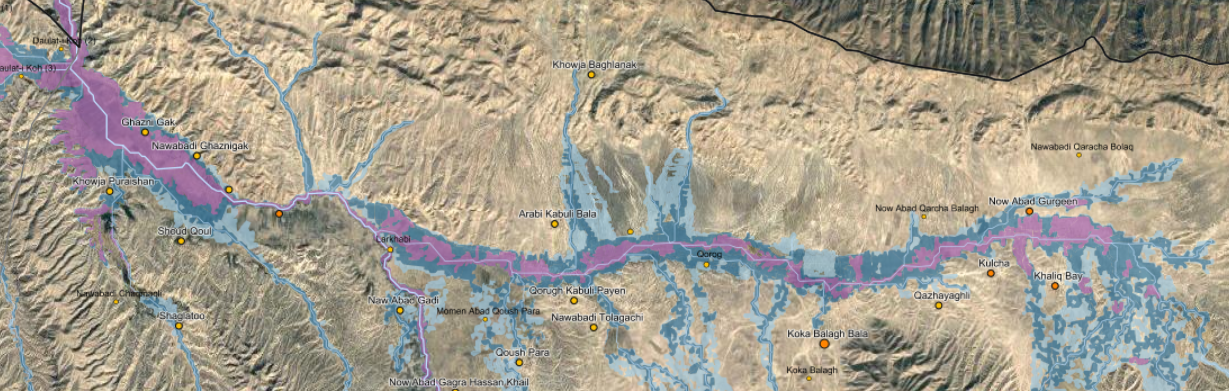 Daulat-i Koh (2)
Daulat-i Koh (3)
Khowja Baghlanak
Ghazni Gak
Nawabadi Ghaznigak
Nawabadi Qaracha Bolaq
Khowja Puraishan
Now Abad Gurgeen
Now Abad Qarcha Balagh
Arabi Kabuli Bala
Shoud Qoul
Larkhabi
Qorog
Kulcha
Khaliq Bay
Nawabadi Chaghanli
Qorugh Kabuli Payen
Qazhayaghli
Naw Abad Gadi
Momen Abad Qoush Para
Shaglatoo
Nawabadi Tolagachi
Koka Balagh Bala
Qoush Para
Koka Balagh
Now Abad Gagra Hassan Khail